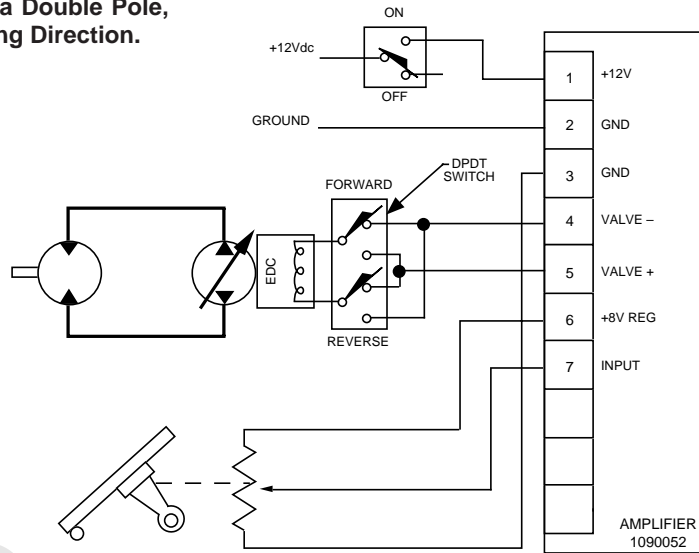 a Double Pole,
ng Direction.
ON
+12Vdc
OFF
GROUND
1 +12V
2 GND
3 GND
4 VALVE –
5 VALVE +
6 +8V REG
7 INPUT
DPDT
SWITCH
FORWARD
EDC
REVERSE
AMPLIFIER
1090052